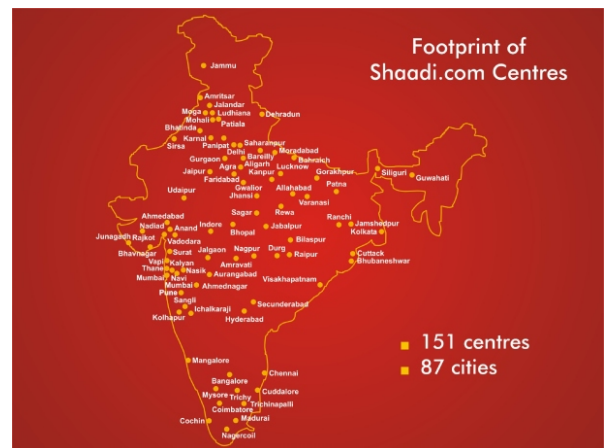 Footprint of
Shaadi.com Centres
Jammu
Amritsar
Jalandar
Moga
Ludhiana
Mohali
Patiala
Dehradun
Bhatinda
Karnal
Saharanpur
Sirsa
Panipat
Moradabad
Delhi
Gurgaon
Bareilly
Bahraich
Agra
Aligarh
Lucknow
Jaipur
Kanpur
Gorakhpur
Faridabad
Siliguri
Guwahati
Gwalior
Allahabad
Patna
Udaipur
Jhansi
Varanasi
Sagar
Rewa
Ahmedabad
Ranchi
Jamshedpur
Nadiad
Anand
Indore
Jabalpur
Kolkata
Junagadh
Rajkot
Vadodara
Bhopal
Bilaspur
Bhavnagar
Surat
Jalgaon
Nagpur
Durg
Cuttack
Vapi
Kalyan
Amravati
Raipur
Bhubaneshwar
Thane
Nasik
Aurangabad
Mumbai
Navi
Mumbai
Ahmednagar
Visakhapatnam
Pune
Sangli
Secunderabad
Kolhapur
Ichalkaraji
Hyderabad
151 centres
87 cities
Mangalore
Chennai
Bangalore
Mysore
Trichy
Cuddalore
Coimbatore
Trichinapalli
Cochin
Madurai
Nagercoil